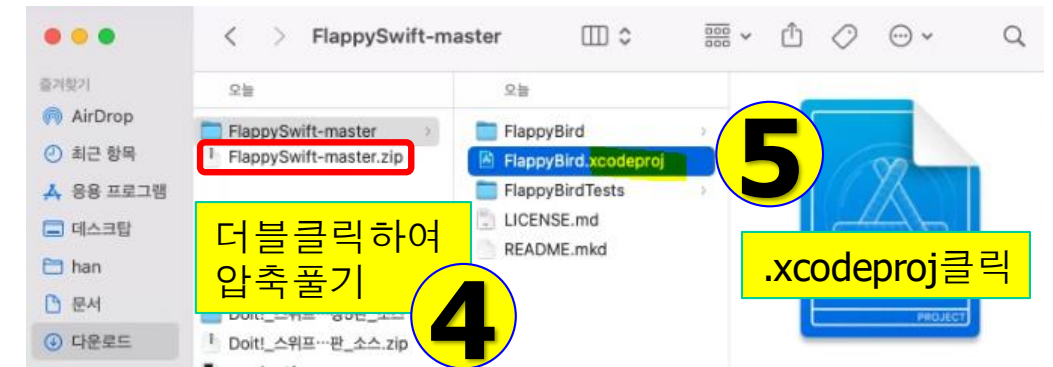 FlappySwift-master
즐겨찾기
오늘
오늘
AirDrop
최근 항목
응용 프로그램
데스크탑
han
문서
다운로드
FlappySwift-master
FlappySwift-master.zip
FlappyBird
FlappyBird.xcodeproj
FlappyBirdTests
LICENSE.md
README.mkd
더블클릭하여
압축풀기
4
5
.xcodeproj클릭
PROJECT
Doit!_스위프…판_소스.zip